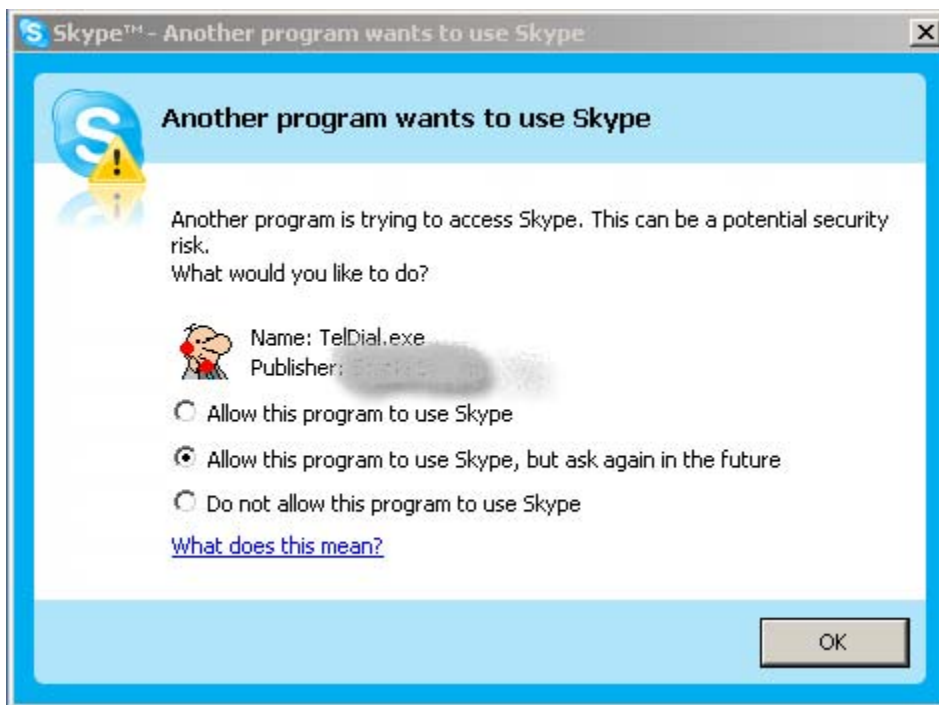 Skype™ - Another program wants to use Skype
Another program wants to use Skype
Another program is trying to access Skype. This can be a potential security
risk.
What would you like to do?
Name: TelDial.exe
Publisher:
Allow this program to use Skype
Allow this program to use Skype, but ask again in the future
Do not allow this program to use Skype
What does this mean?
OK